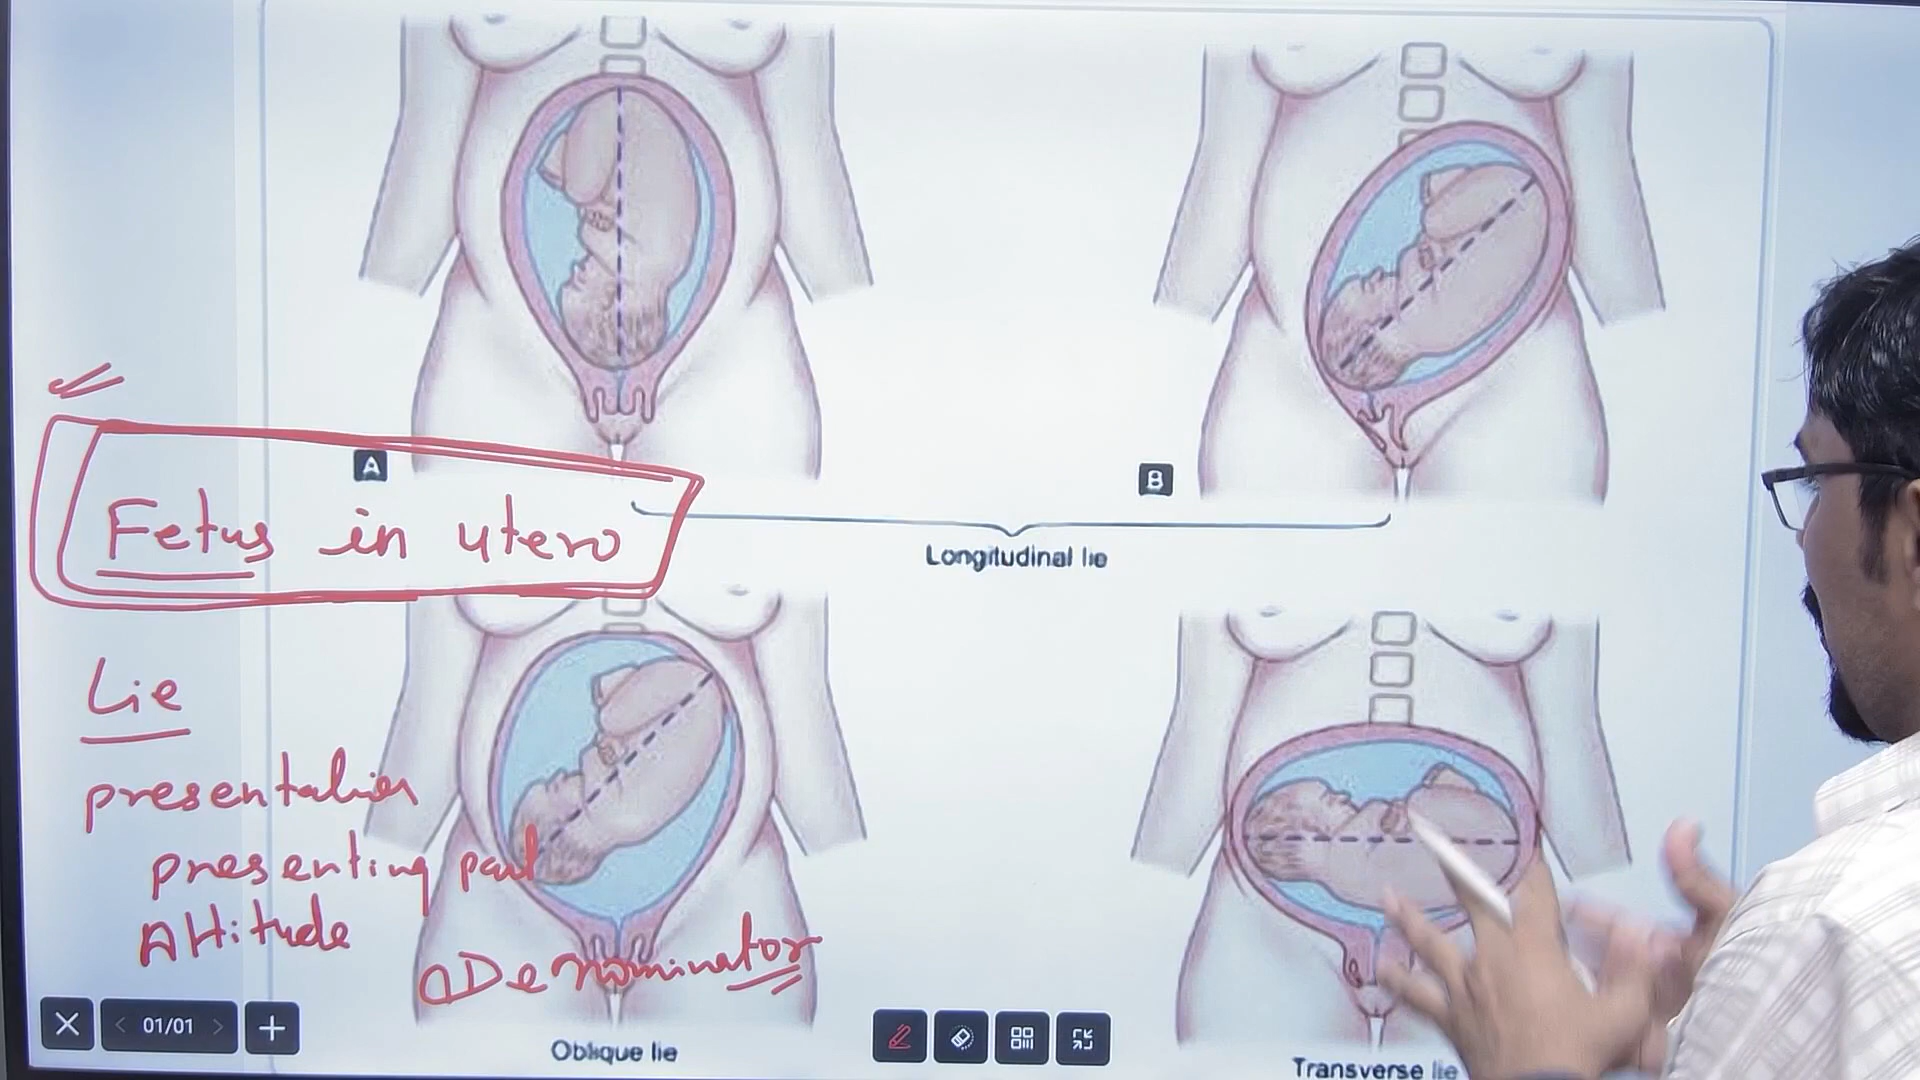 A
B
Fetus in utero
Longitudinal lie
Lie
presentation
presenting part
Attitude
Denominator
01/01
Oblique lie
Transverse lie